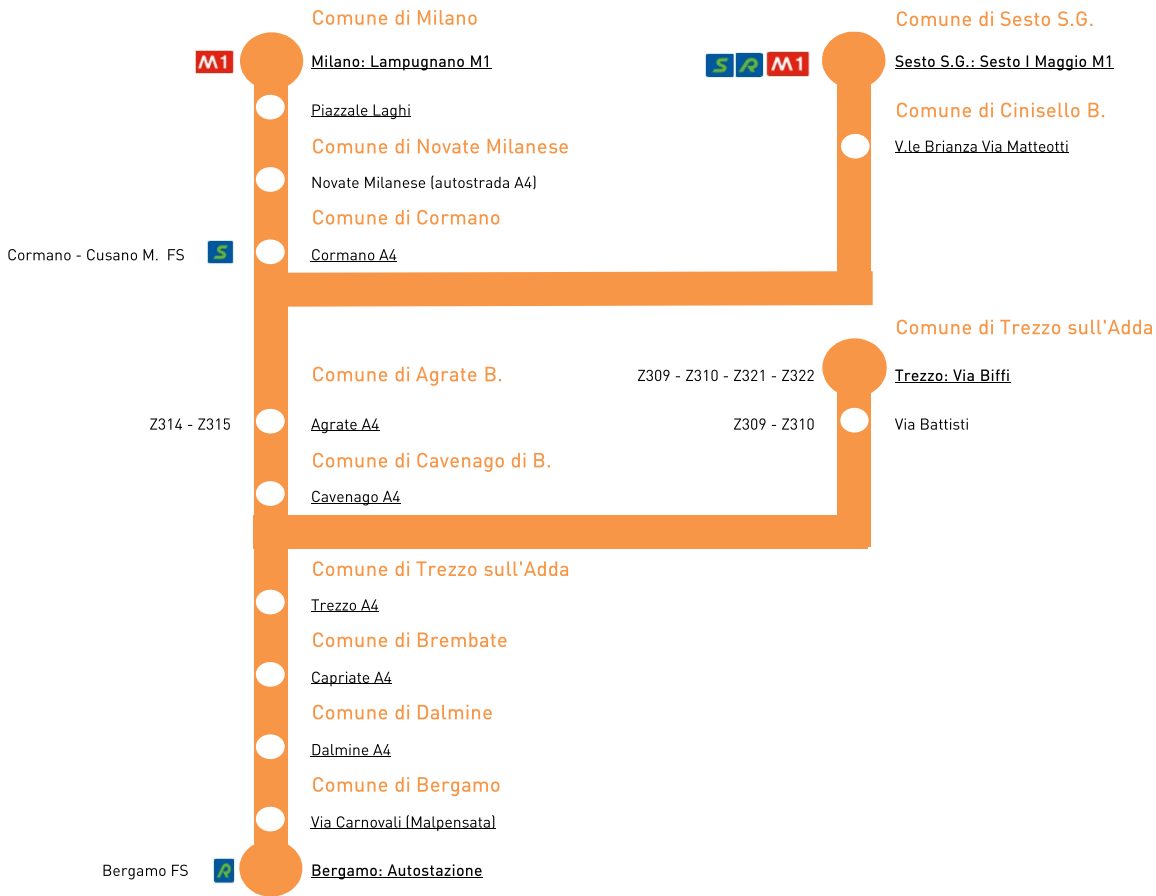 Comune di Milano
M1
Milano: Lampugnano M1
Piazzale Laghi
Comune di Novate Milanese
Novate Milanese (autostrada A4)
Comune di Cormano
Cormano - Cusano M. FS
S
Cormano A4
Comune di Sesto S.G.
S R M1
Sesto S.G.: Sesto I Maggio M1
Comune di Cinisello B.
V.le Brianza Via Matteotti
Comune di Agrate B.
Z314 - Z315
Agrate A4
Comune di Cavenago di B.
Cavenago A4
Comune di Trezzo sull'Adda
Z309 - Z310 - Z321 - Z322
Trezzo: Via Biffi
Z309 - Z310
Via Battisti
Comune di Trezzo sull'Adda
Trezzo A4
Comune di Brembate
Capriate A4
Comune di Dalmine
Dalmine A4
Comune di Bergamo
Via Carnovali (Malpensata)
Bergamo FS
R
Bergamo: Autostazione